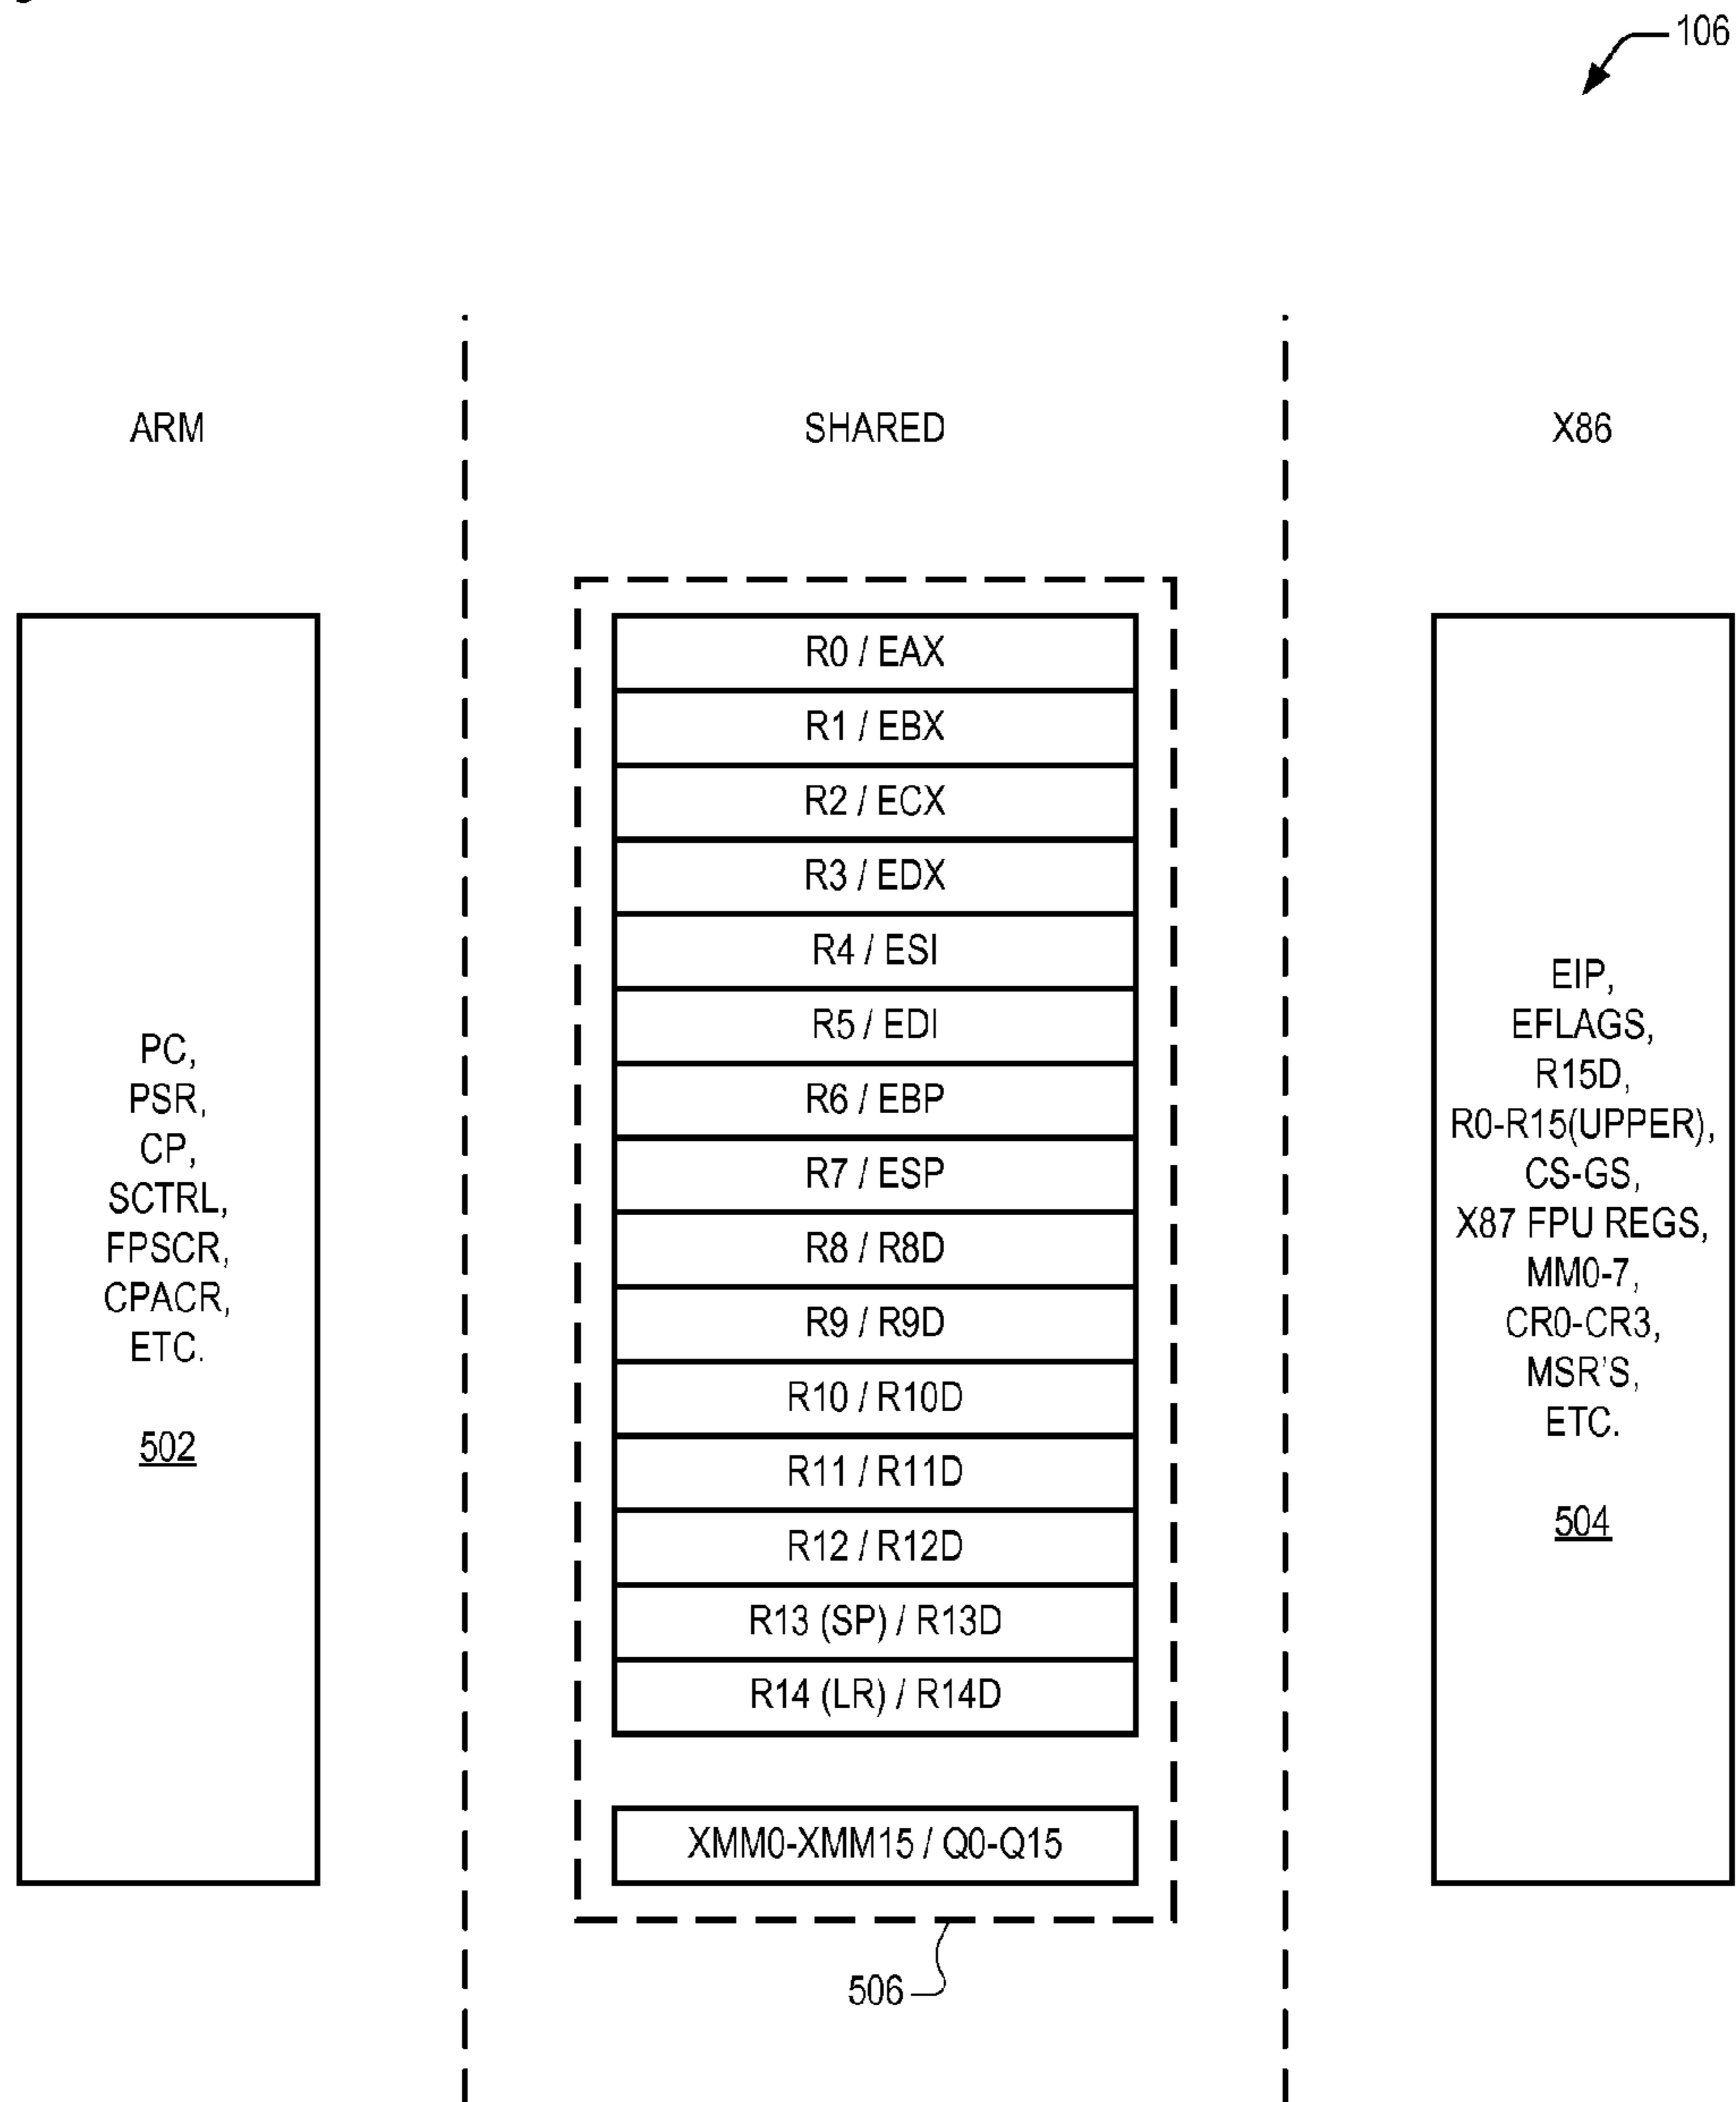 106
ARM
SHARED
X86
PC,
PSR,
CP,
SCTRL,
FPSCR,
CPACR,
ETC.
502
R0 / EAX
R1 / EBX
R2 / ECX
R3 / EDX
R4 / ESI
R5 / EDI
R6 / EBP
R7 / ESP
R8 / R8D
R9 / R9D
R10 / R10D
R11 / R11D
R12 / R12D
R13 (SP) / R13D
R14 (LR) / R14D
XMM0-XMM15 / Q0-Q15
506
EIP,
EFLAGS,
R15D,
R0-R15(UPPER),
CS-GS,
X87 FPU REGS,
MM0-7,
CR0-CR3,
MSR'S,
ETC.
504